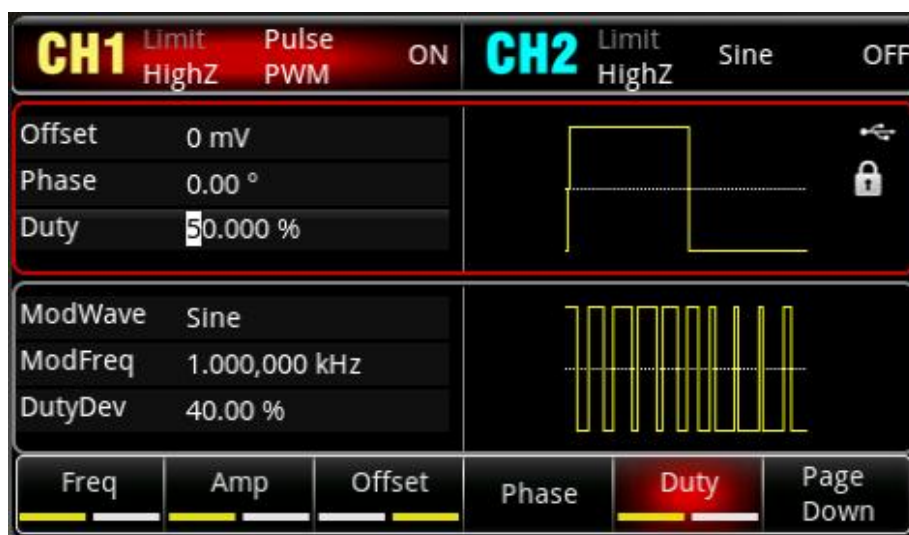 CH1 Limit Pulse ON CH2 Limit Sine OFF
HighZ PWM HighZ
Offset 0 mV
Phase 0.00 °
Duty 50.000 %
ModWave Sine
ModFreq 1.000,000 kHz
DutyDev 40.00 %
Freq Amp Offset Phase Duty Page
Down